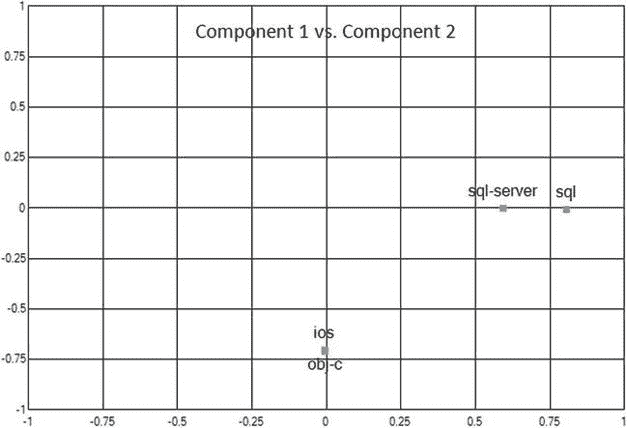 1
Component 1 vs. Component 2
0.75
0.5
0.25
sql-server sql
0
-0.25
-0.5
ios
-0.75
obj-c
-1
-1 -0.75 -0.5 -0.25 0 0.25 0.5 0.75 1